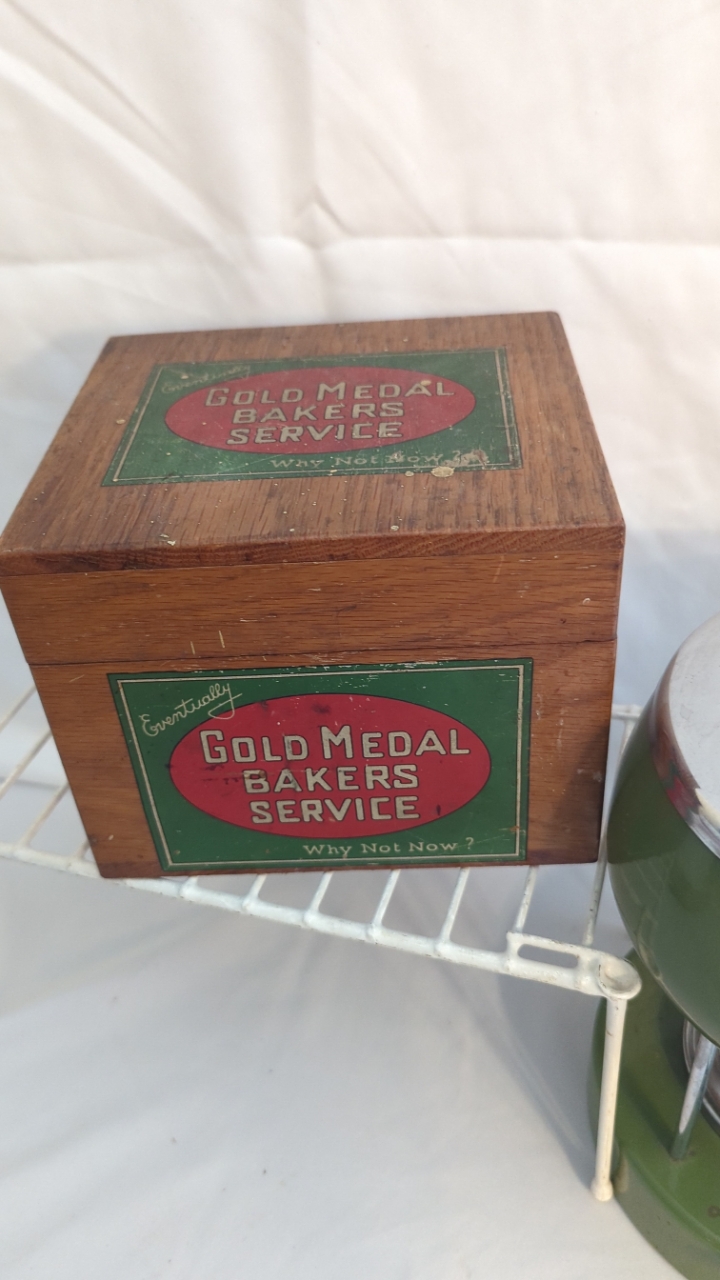 Eventually
GOLD MEDAL
BAKERS
SERVICE
Why Not Now?
Eventually
GOLD MEDAL
BAKERS
SERVICE
Why Not Now?